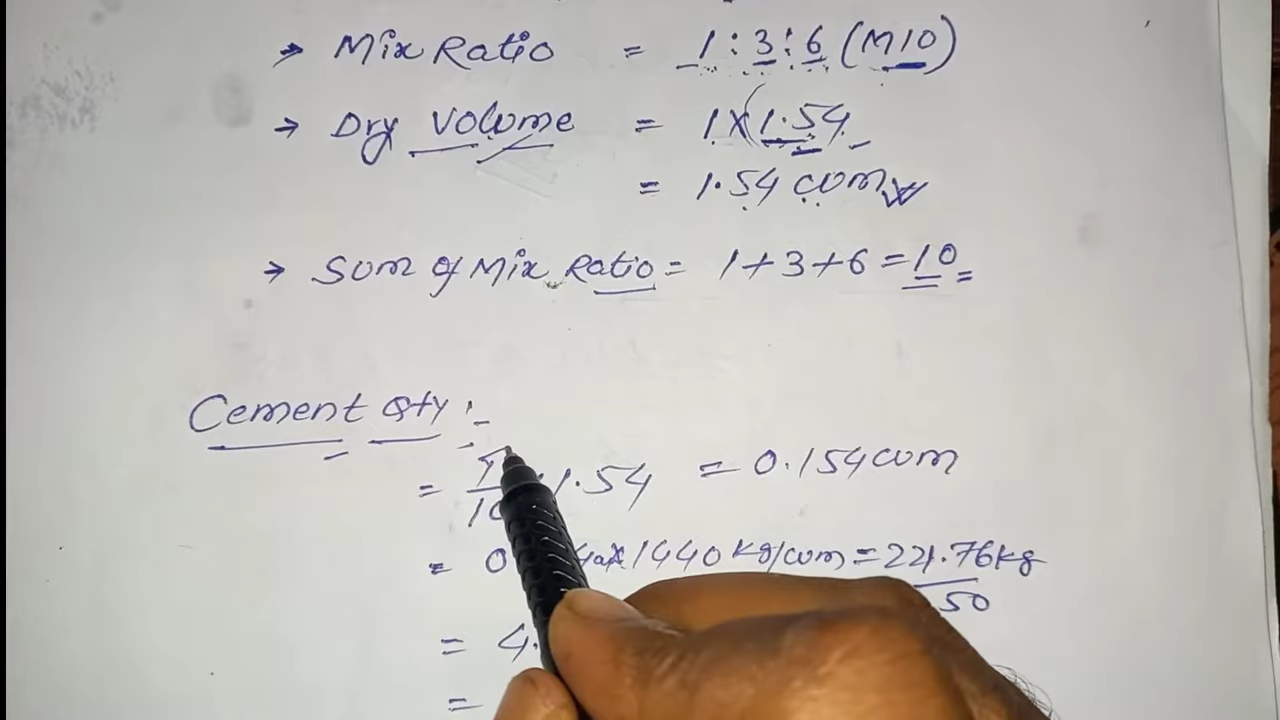 → Mix Ratio = 1:3:6 (M10)
→ Dry Volume = 1×(1.54
= 1.54 cum
→ Sum of Mix Ratio = 1+3+6 = 10
Cement Qty :-
= 1.54 = 0.154 cum
= 0 1440 kg/cum = 221.76 kg
50
= 4.
=